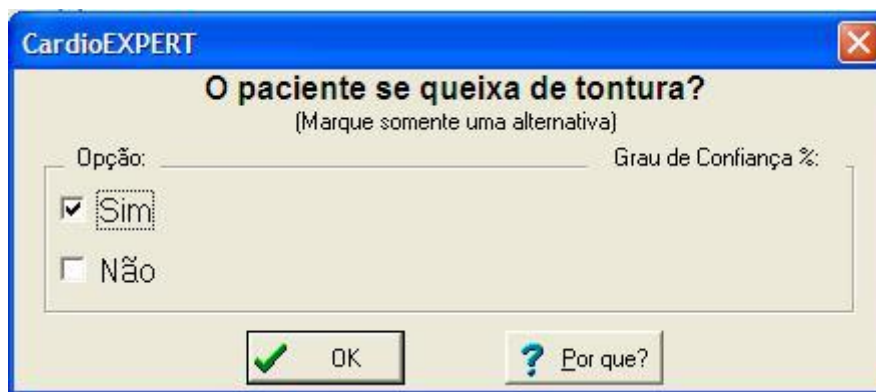 CardioEXPERT
O paciente se queixa de tontura?
(Marque somente uma alternativa)
Opção: Grau de Confiança %:
Sim
Não
OK Por que?